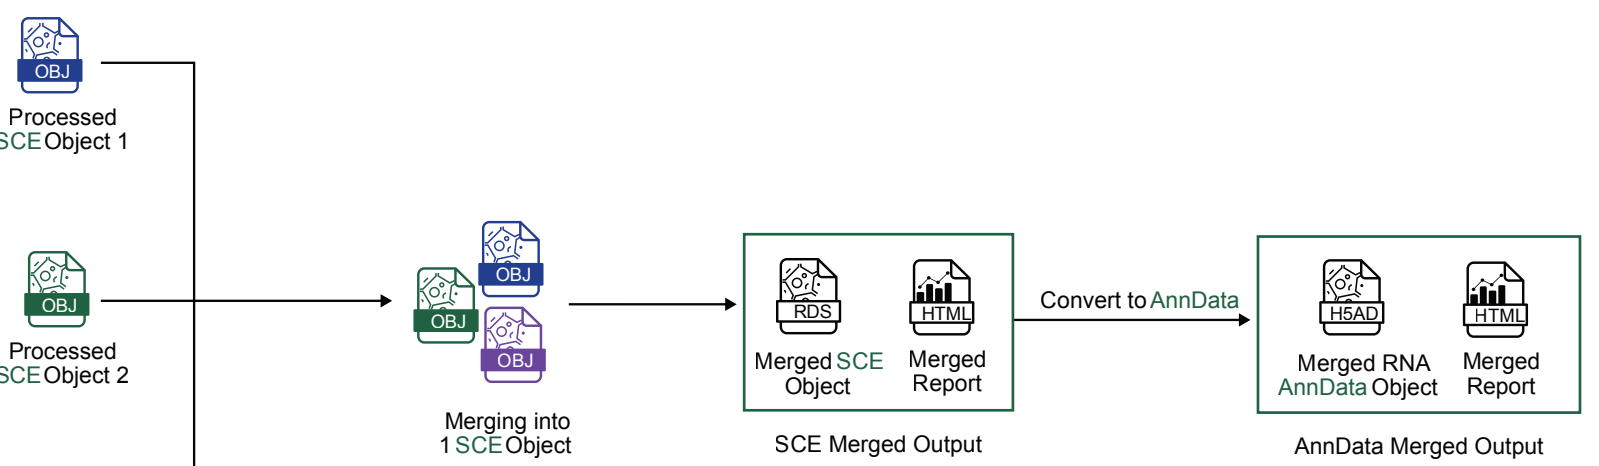 OBJ
Processed
SCE Object 1
OBJ
Processed
SCE Object 2
OBJ
OBJ
OBJ
Merging into
1 SCE Object
RDS
Merged SCE
Object
HTML
Merged
Report
SCE Merged Output
Convert to AnnData
H5AD
Merged RNA
AnnData Object
HTML
Merged
Report
AnnData Merged Output